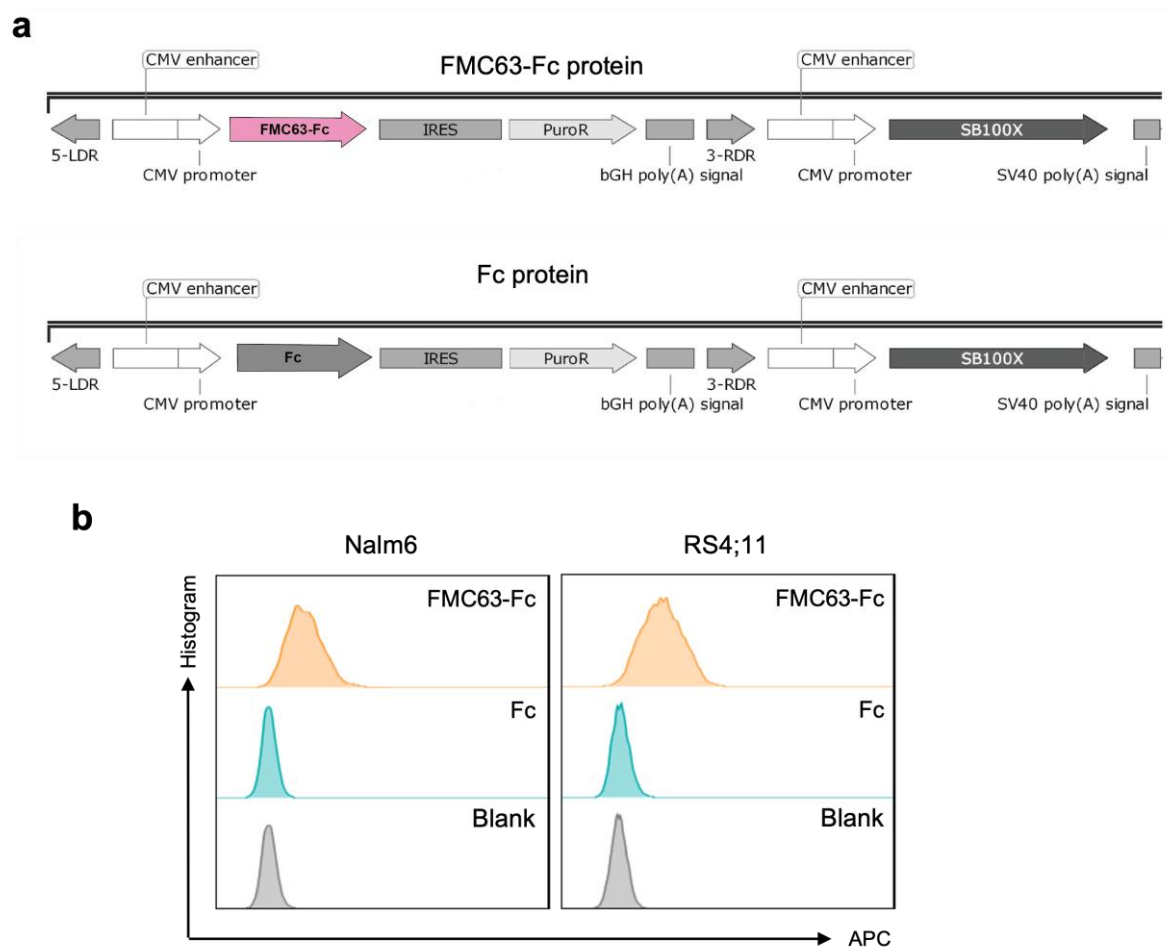 a
CMV enhancer
FMC63-Fc protein
CMV enhancer
FMC63-Fc
IRES
PuroR
SB100X
5-LDR
3-RDR
CMV promoter
bGH poly(A) signal
CMV promoter
SV40 poly(A) signal
Fc protein
CMV enhancer
CMV enhancer
Fc
IRES
PuroR
SB100X
5-LDR
3-RDR
CMV promoter
bGH poly(A) signal
CMV promoter
SV40 poly(A) signal
b
Nalm6
RS4;11
Histogram
FMC63-Fc
FMC63-Fc
Fc
Fc
Blank
Blank
APC